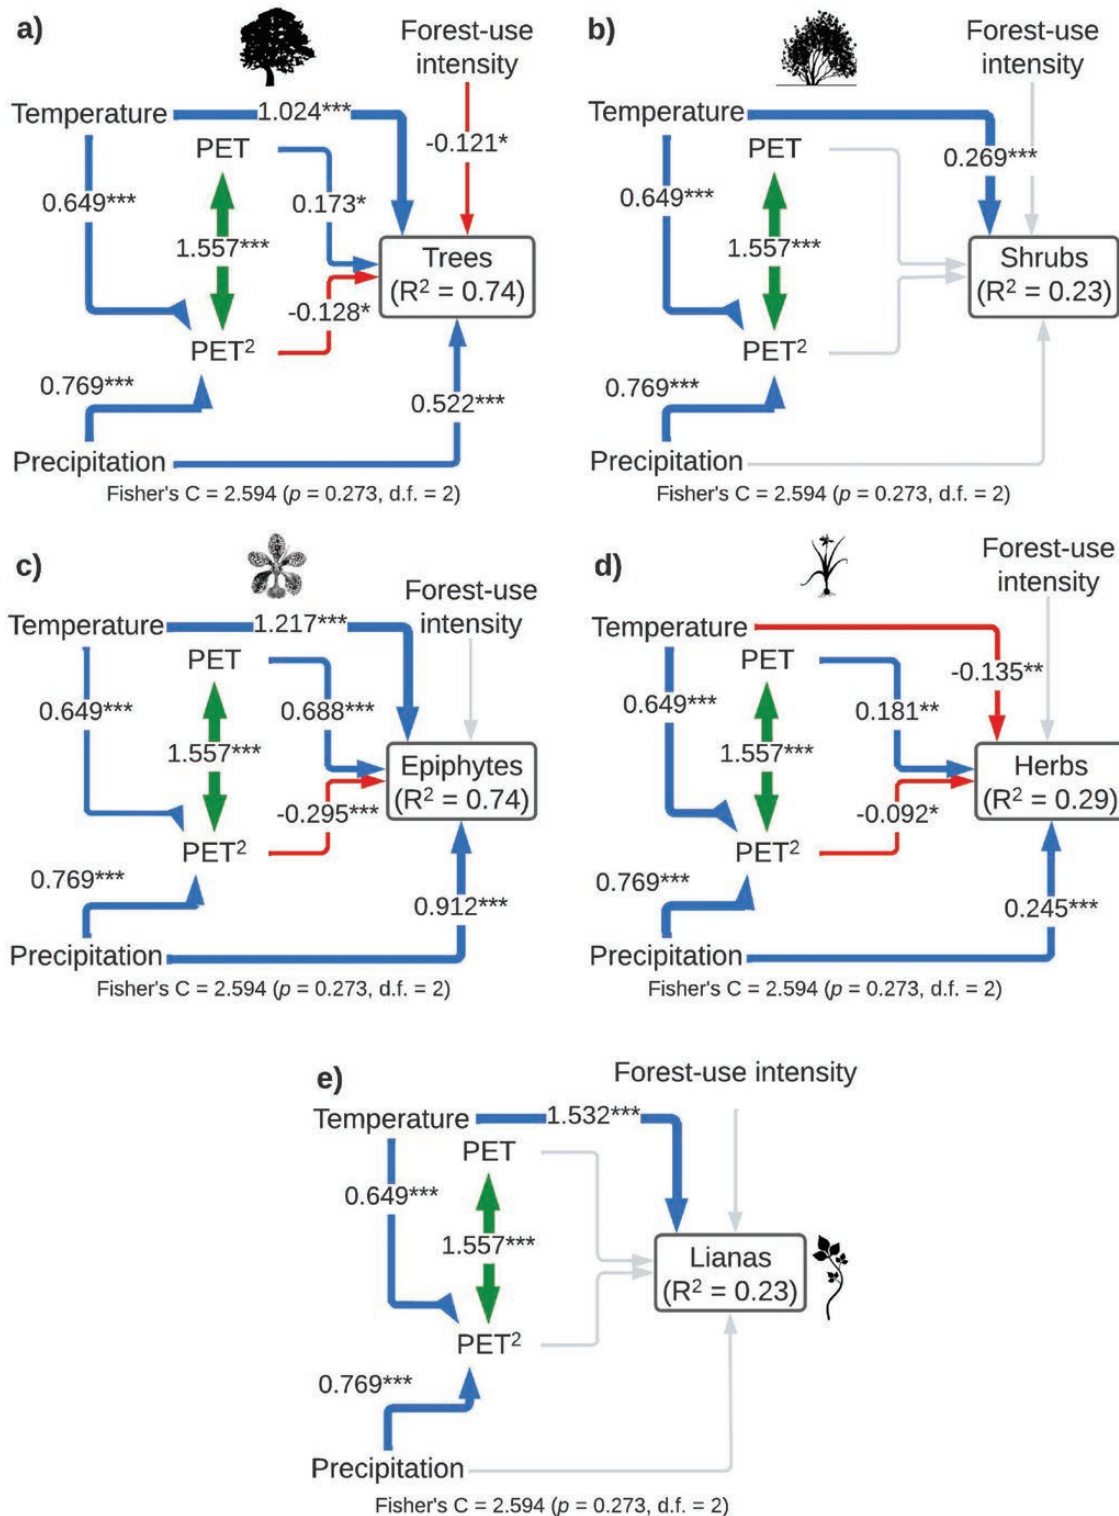 a)
Forest-use
intensity
Temperature
1.024***
-0.121*
PET
0.649***
0.173*
1.557***
Trees
(R² = 0.74)
-0.128*
PET²
0.769***
0.522***
Precipitation
Fisher's C = 2.594 (p = 0.273, d.f. = 2)
b)
Forest-use
intensity
Temperature
PET
0.269***
0.649***
1.557***
Shrubs
(R² = 0.23)
PET²
0.769***
Precipitation
Fisher's C = 2.594 (p = 0.273, d.f. = 2)
c)
Forest-use
intensity
Temperature
1.217***
PET
0.649***
0.688***
1.557***
Epiphytes
(R² = 0.74)
-0.295***
PET²
0.769***
0.912***
Precipitation
Fisher's C = 2.594 (p = 0.273, d.f. = 2)
d)
Forest-use
intensity
Temperature
PET
-0.135**
0.649***
0.181**
1.557***
Herbs
(R² = 0.29)
-0.092*
PET²
0.769***
0.245***
Precipitation
Fisher's C = 2.594 (p = 0.273, d.f. = 2)
e)
Forest-use intensity
Temperature
1.532***
PET
0.649***
1.557***
Lianas
(R² = 0.23)
PET²
0.769***
Precipitation
Fisher's C = 2.594 (p = 0.273, d.f. = 2)